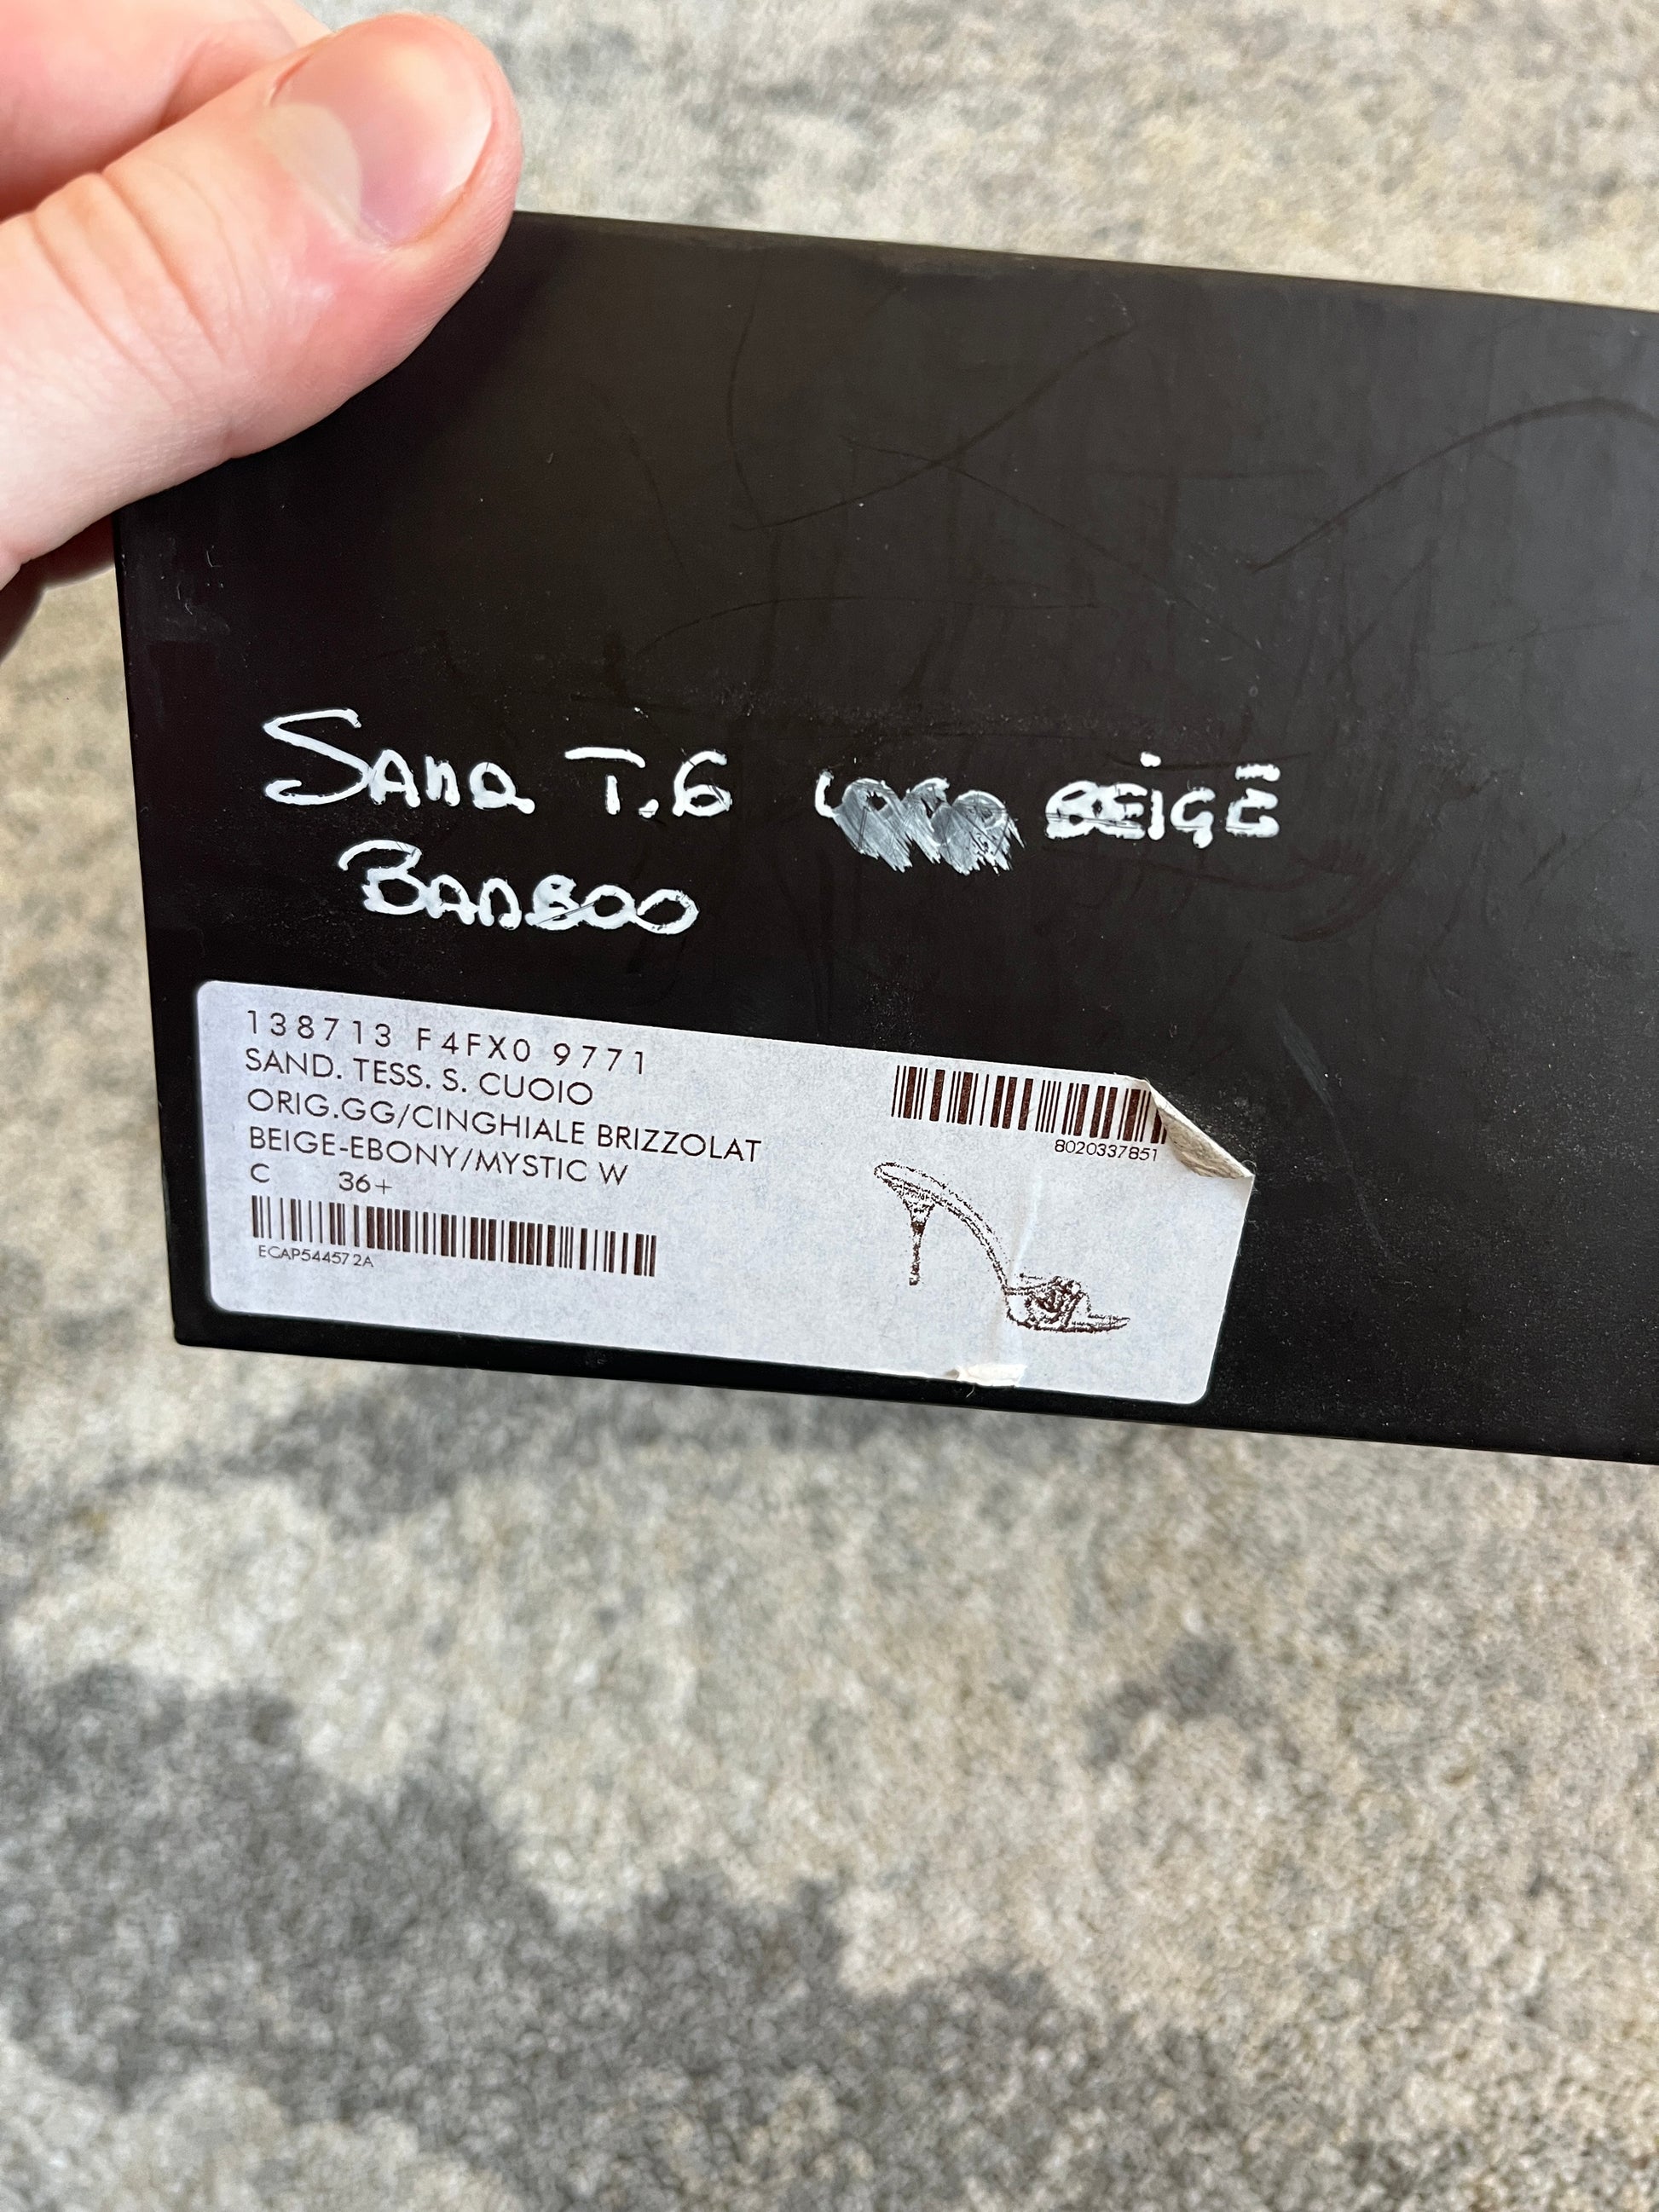 SAND T.6 BEIGE
BANBOO
138713 F4FX0 9771
SAND. TESS. S. CUOIO
ORIG.GG/CINGHIALE BRIZZOLAT
BEIGE-EBONY/MYSTIC W
C 36+
ECAP544572A
8020337851